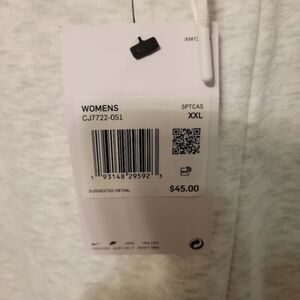 WOMENS SPTCAS
CJ7722-051 XXL
1 93148 29592 3
SUGGESTED RETAIL $45.00